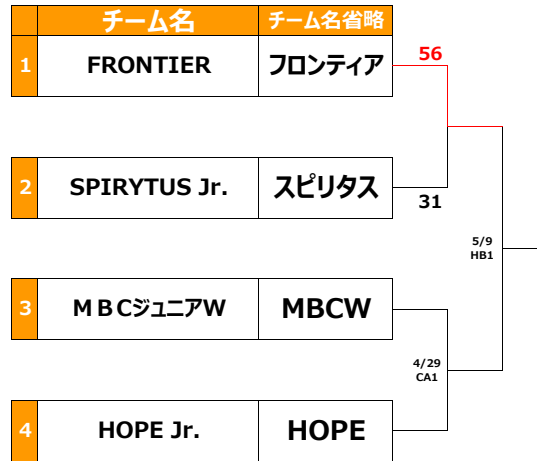 チーム名 チーム名省略
1 FRONTIER フロンティア 56
2 SPIRYTUS Jr. スピリタス 31
5/9
HB1
3 ＭＢCジュニアW MBCW
4/29
CA1
4 HOPE Jr. HOPE